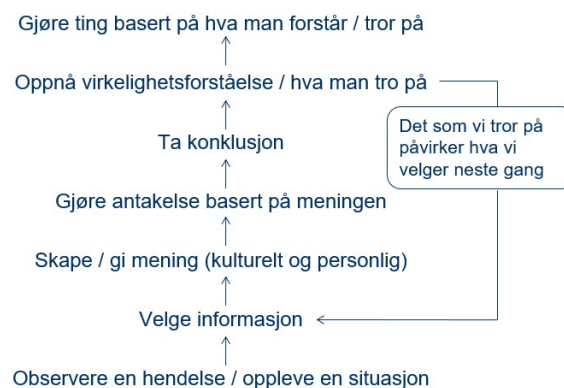 Gjøre ting basert på hva man forstår / tror på
Oppnå virkelighetsforståelse / hva man tro på
Det som vi tror på
påvirker hva vi
velger neste gang
Ta konklusjon
Gjøre antakelse basert på meningen
Skape / gi mening (kulturelt og personlig)
Velge informasjon
Observere en hendelse / oppleve en situasjon